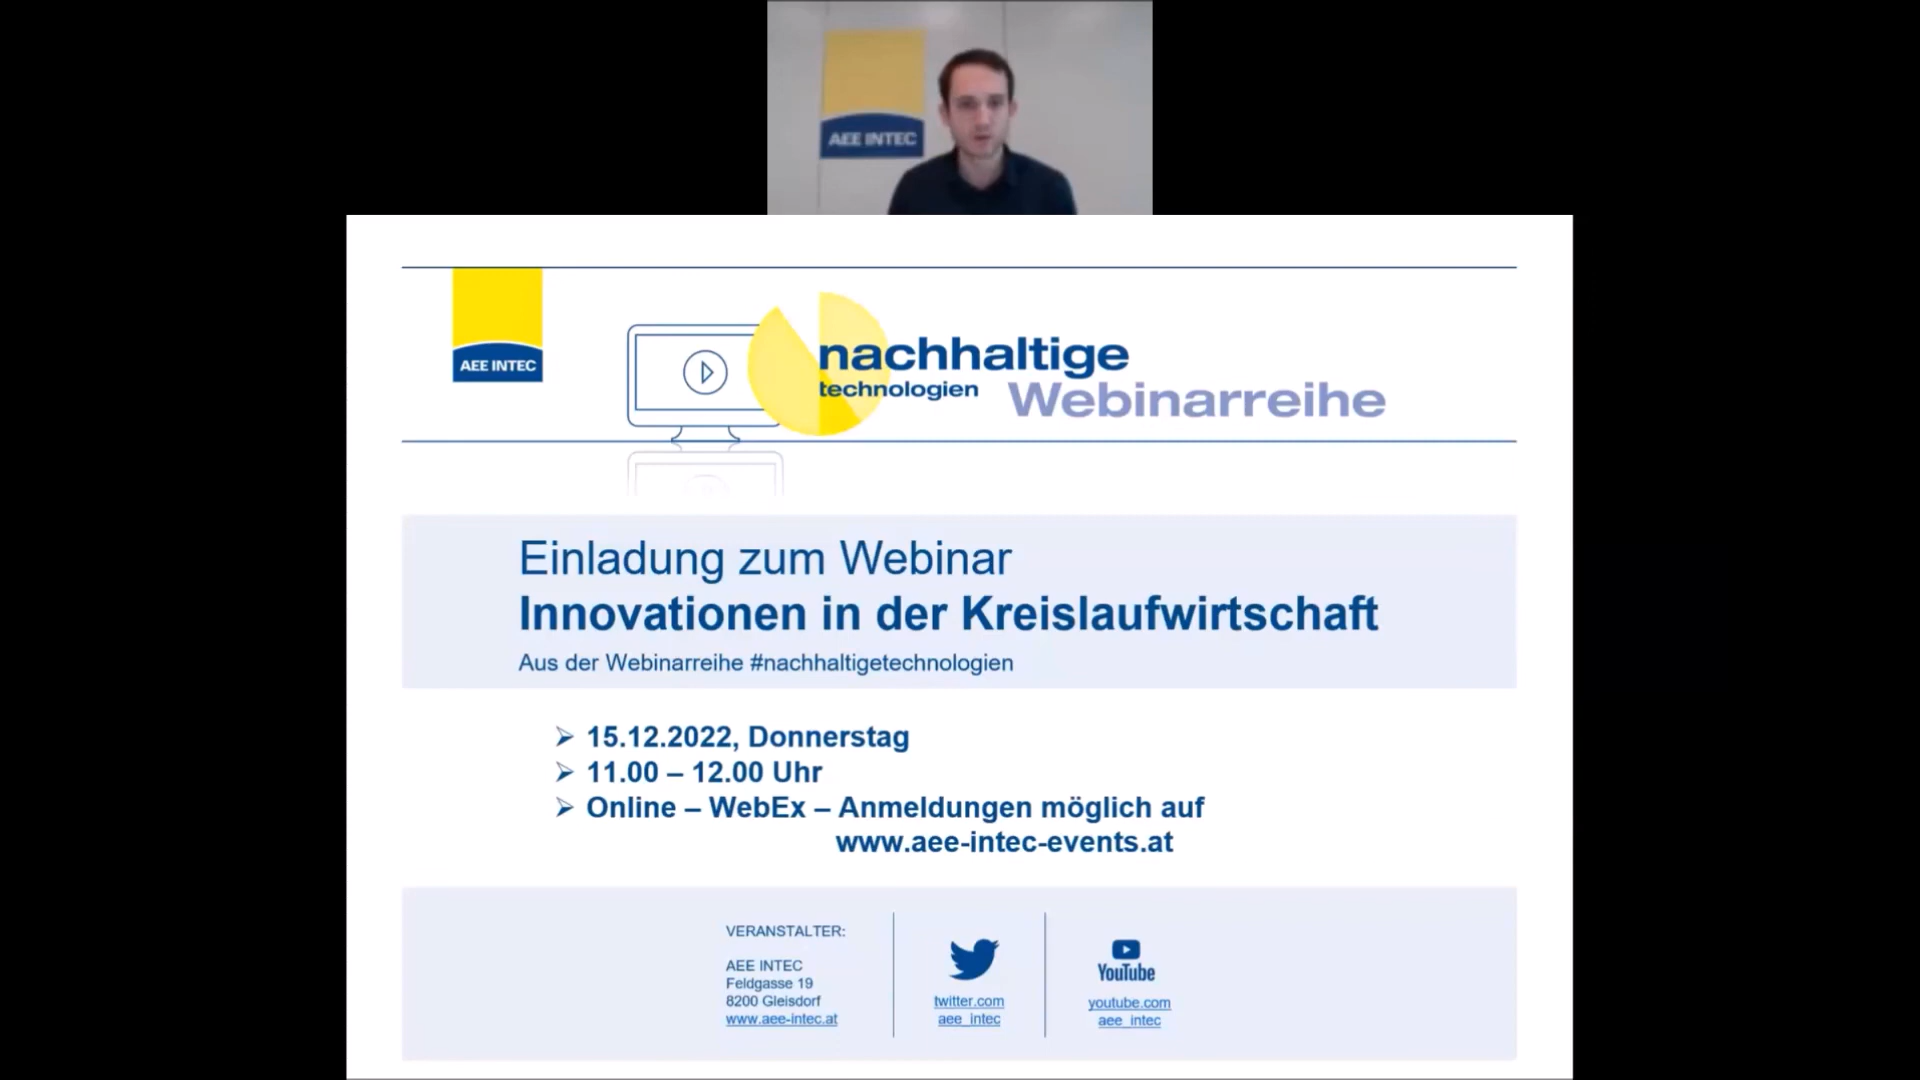 AEE INTEC
AEE INTEC
nachhaltige
technologien Webinarreihe
Einladung zum Webinar
Innovationen in der Kreislaufwirtschaft
Aus der Webinarreihe #nachhaltigetechnologien
➢ 15.12.2022, Donnerstag
➢ 11.00 – 12.00 Uhr
➢ Online – WebEx – Anmeldungen möglich auf
www.aee-intec-events.at
VERANSTALTER:
AEE INTEC
Feldgasse 19
8200 Gleisdorf
www.aee-intec.at
twitter.com
aee_intec
YouTube
youtube.com
aee_intec